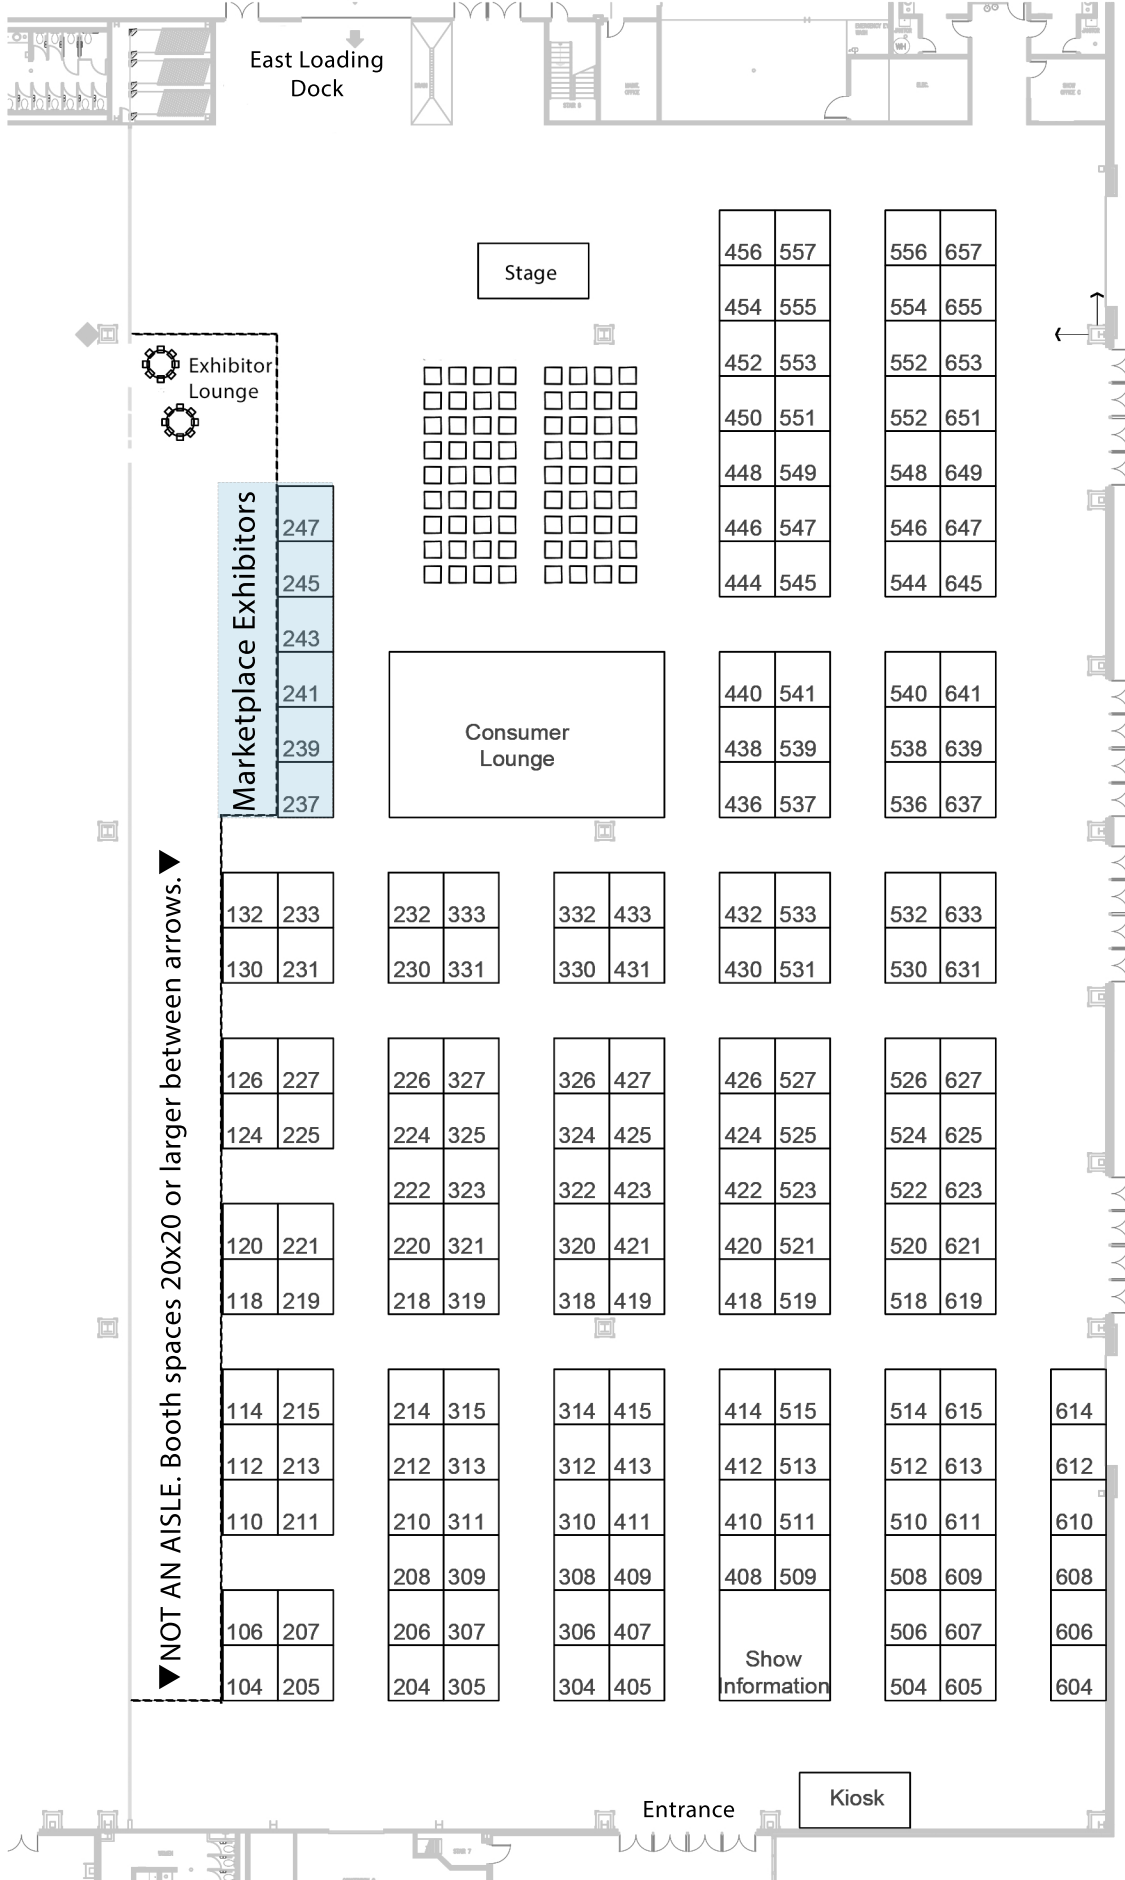 East Loading
Dock
WH
456 557 556 657
Stage
454 555 554 655
452 553 552 653
Exhibitor
Lounge
450 551 552 651
448 549 548 649
Marketplace Exhibitors
247
446 547 546 647
245
444 545 544 645
243
241
440 541 540 641
Consumer
Lounge
239
438 539 538 639
237
436 537 536 637
NOT AN AISLE. Booth spaces 20x20 or larger between arrows.
132 233 232 333 332 433 432 533 532 633
130 231 230 331 330 431 430 531 530 631
126 227 226 327 326 427 426 527 526 627
124 225 224 325 324 425 424 525 524 625
222 323 322 423 422 523 522 623
120 221 220 321 320 421 420 521 520 621
118 219 218 319 318 419 418 519 518 619
114 215 214 315 314 415 414 515 514 615 614
112 213 212 313 312 413 412 513 512 613 612
110 211 210 311 310 411 410 511 510 611 610
208 309 308 409 408 509 508 609 608
106 207 206 307 306 407 506 607 606
Show
Information
104 205 204 305 304 405 504 605 604
Kiosk
Entrance